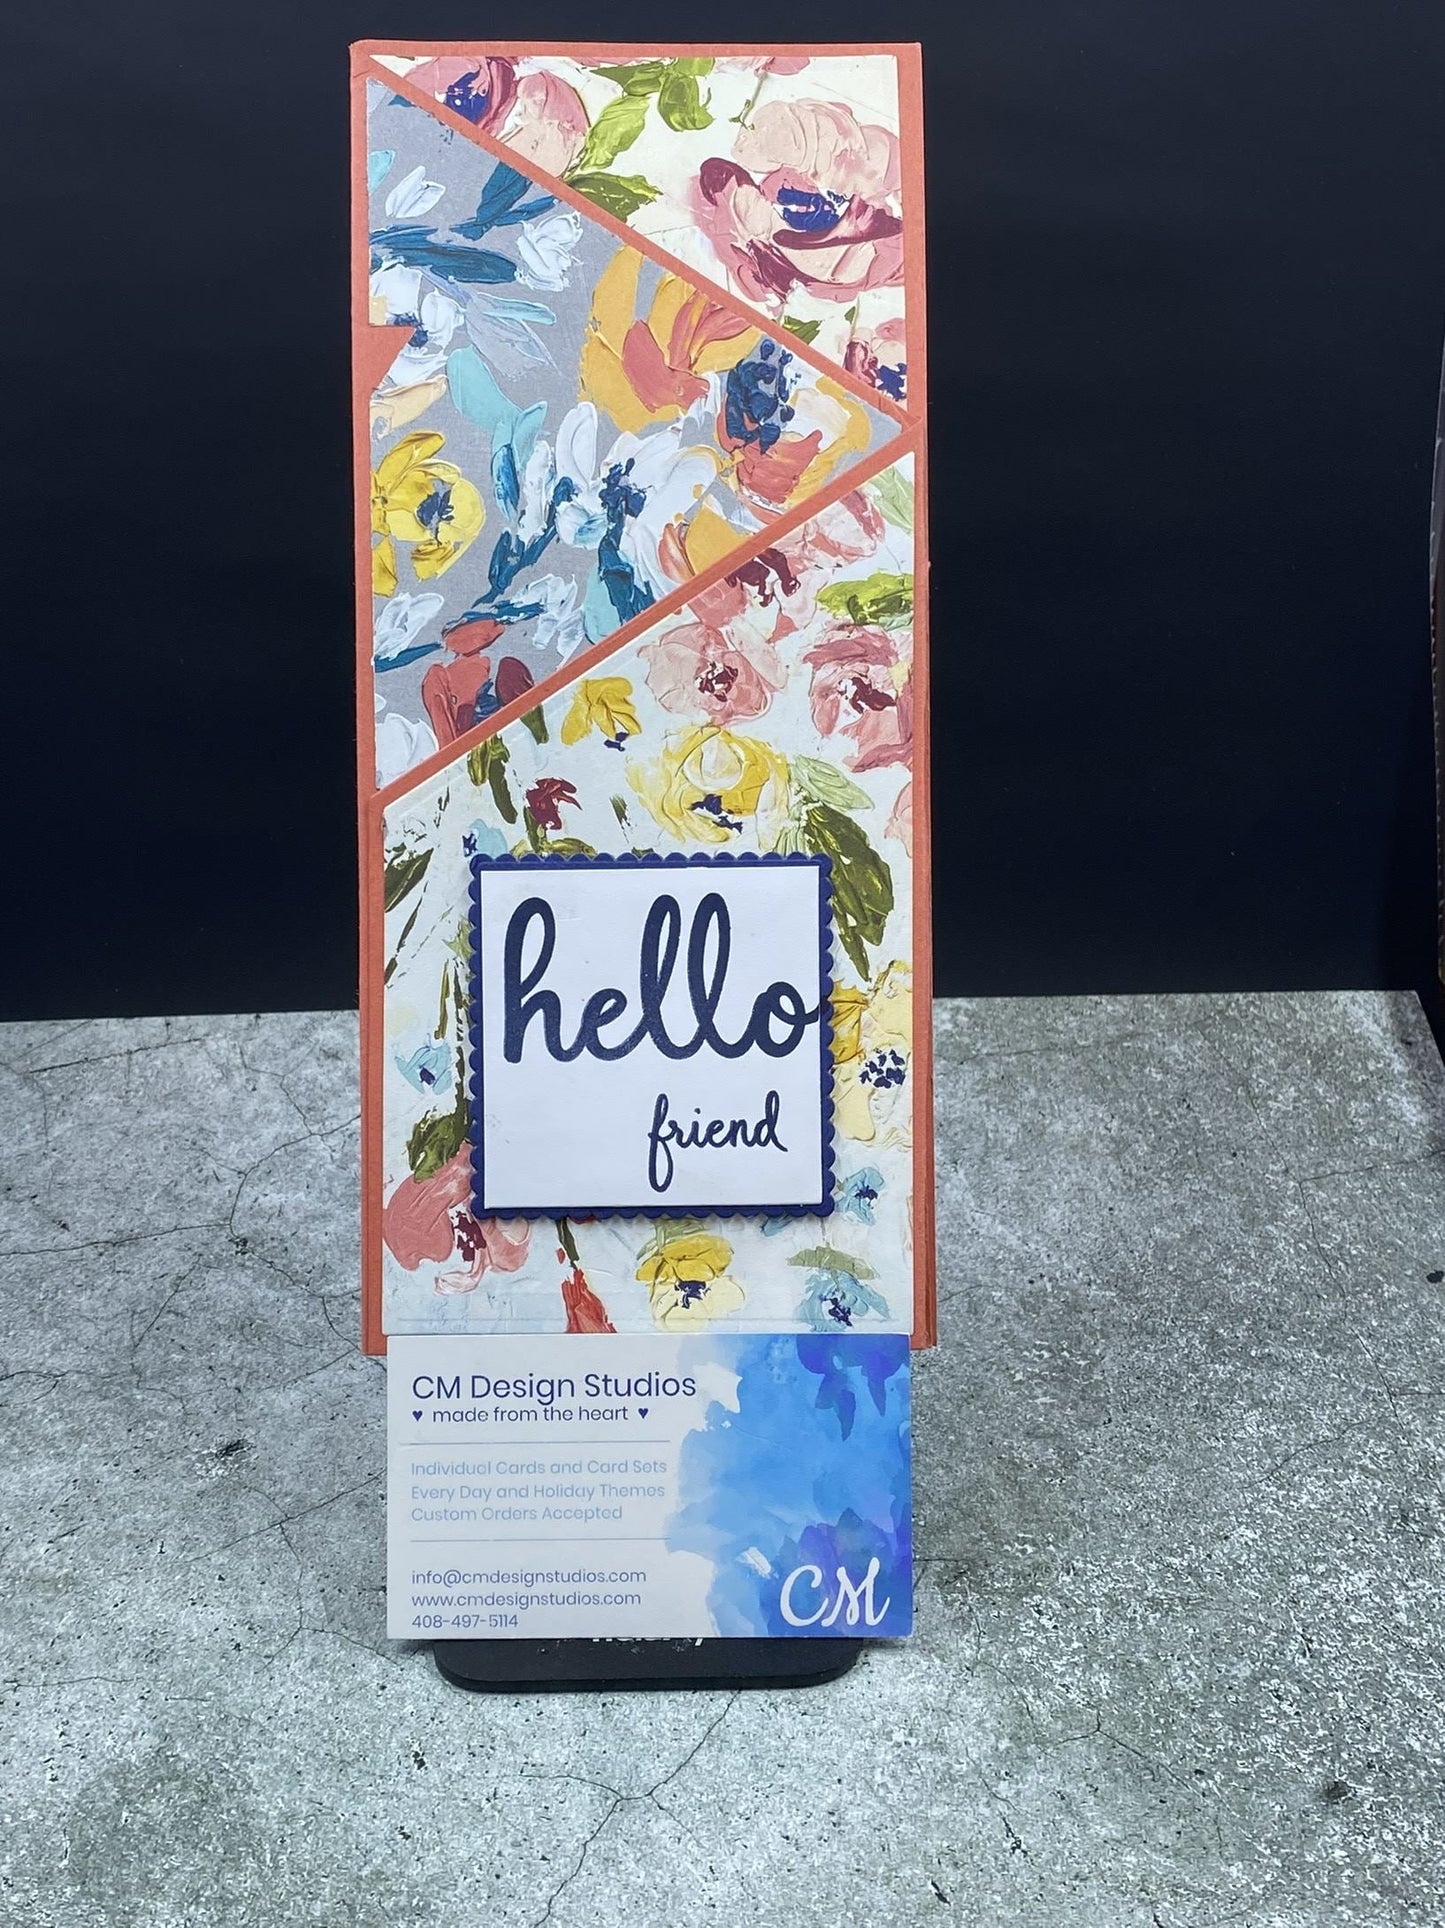 hello
friend
CM Design Studios
♥ made from the heart ♥
Individual Cards and Card Sets
Every Day and Holiday Themes
Custom Orders Accepted
info@cmdesignstudios.com
www.cmdesignstudios.com
408-497-5114
CM